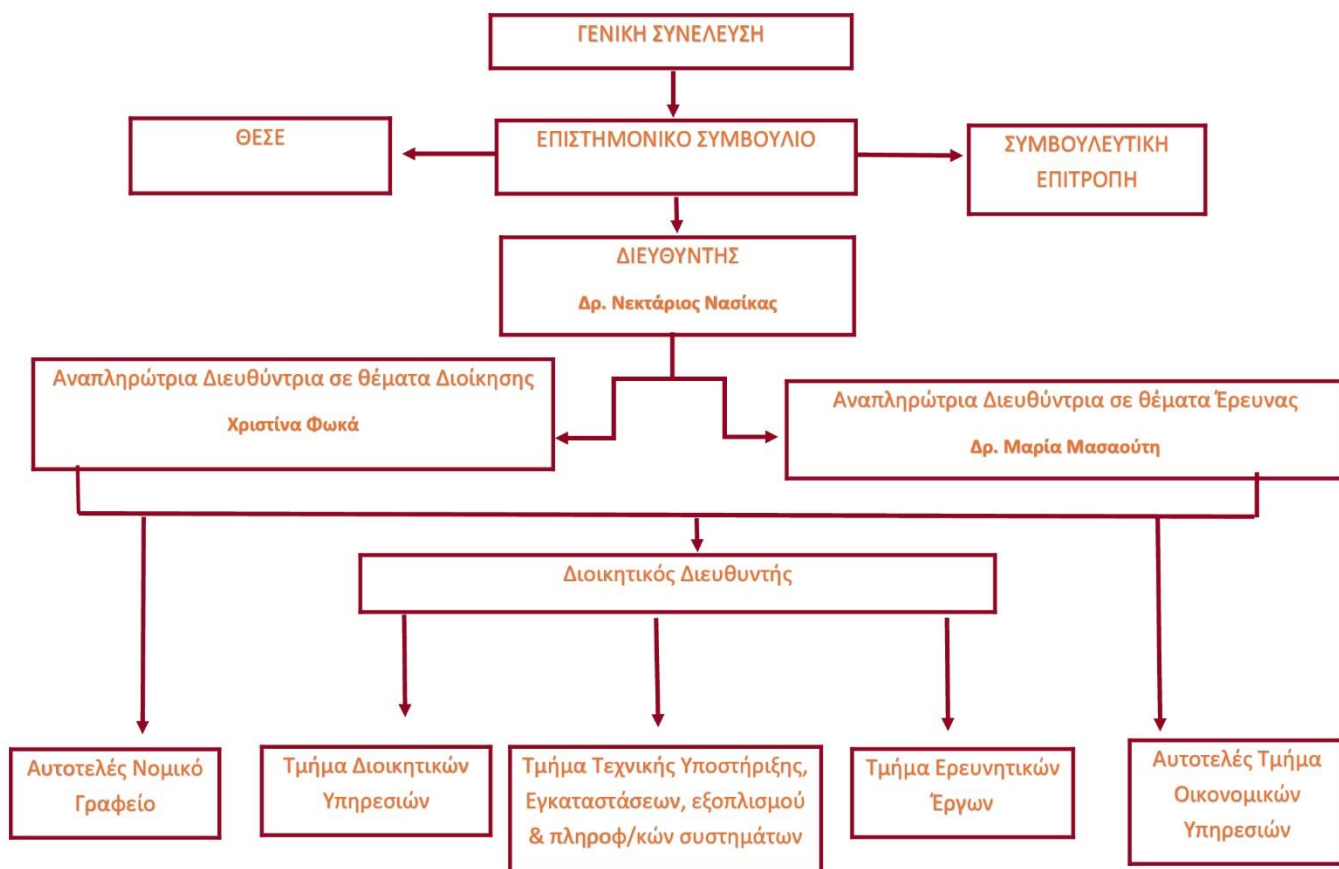 ΓΕΝΙΚΗ ΣΥΝΕΛΕΥΣΗ
ΘΕΣΕ
ΕΠΙΣΤΗΜΟΝΙΚΟ ΣΥΜΒΟΥΛΙΟ
ΣΥΜΒΟΥΛΕΥΤΙΚΗ
ΕΠΙΤΡΟΠΗ
ΔΙΕΥΘΥΝΤΗΣ
Δρ. Νεκτάριος Νασίκας
Αναπληρώτρια Διευθύντρια σε θέματα Διοίκησης
Χριστίνα Φωκά
Αναπληρώτρια Διευθύντρια σε θέματα Έρευνας
Δρ. Μαρία Μασαούτη
Διοικητικός Διευθυντής
Αυτοτελές Νομικό
Γραφείο
Τμήμα Διοικητικών
Υπηρεσιών
Τμήμα Τεχνικής Υποστήριξης,
Εγκαταστάσεων, εξοπλισμού
& πληροφ/κών συστημάτων
Τμήμα Ερευνητικών
Έργων
Αυτοτελές Τμήμα
Οικονομικών
Υπηρεσιών